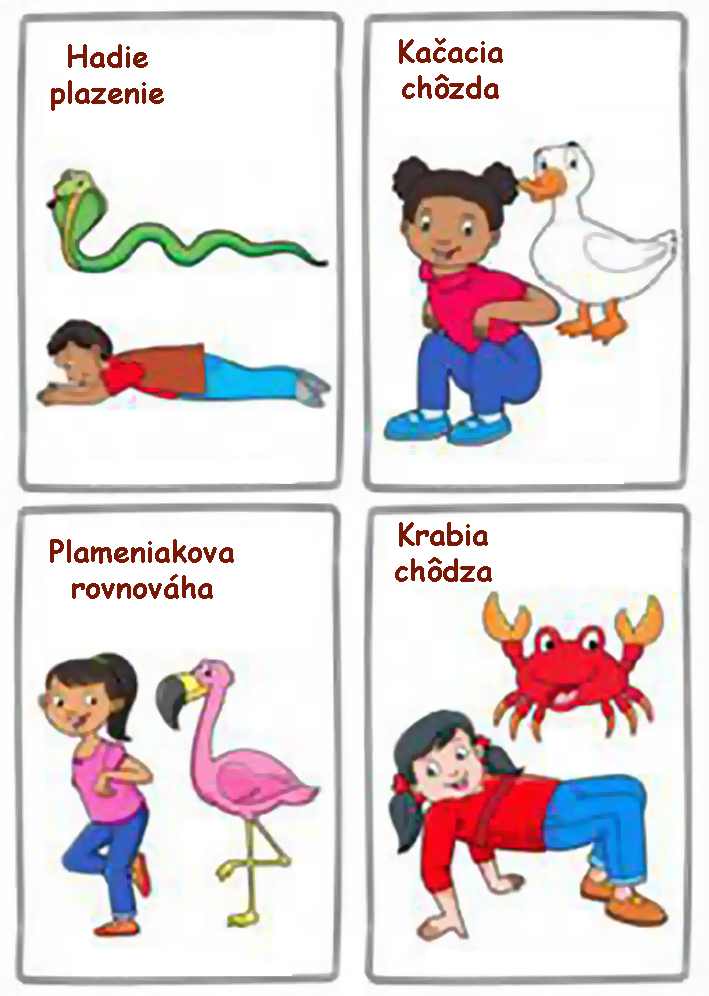 Hadie
plazenie
Kačacia
chôzda
Plameniakova
rovnováha
Krabia
chôdza